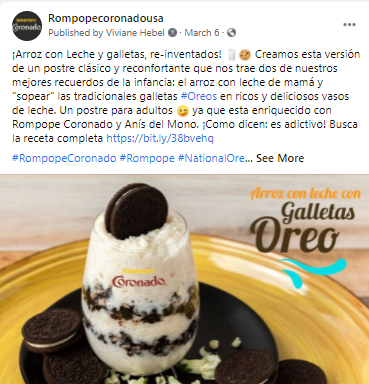 Rompopecoronadousa
Published by Viviane Hebel · March 6 ·
¡Arroz con Leche y galletas, re-inventados! 🥛🍪 Creamos esta versión
de un postre clásico y reconfortante que nos trae dos de nuestros
mejores recuerdos de la infancia: el arroz con leche de mamá y
"sopear" las tradicionales galletas #Oreos en ricos y deliciosos vasos
de leche. Un postre para adultos 😉 ya que esta enriquecido con
Rompope Coronado y Anís del Mono. ¡Como dicen: es adictivo! Busca
la receta completa https://bit.ly/38bvehq
#RompopeCoronado #Rompope #NationalOre... See More
Arroz con leche con
Galletas
Oreo
Coronado
OREO